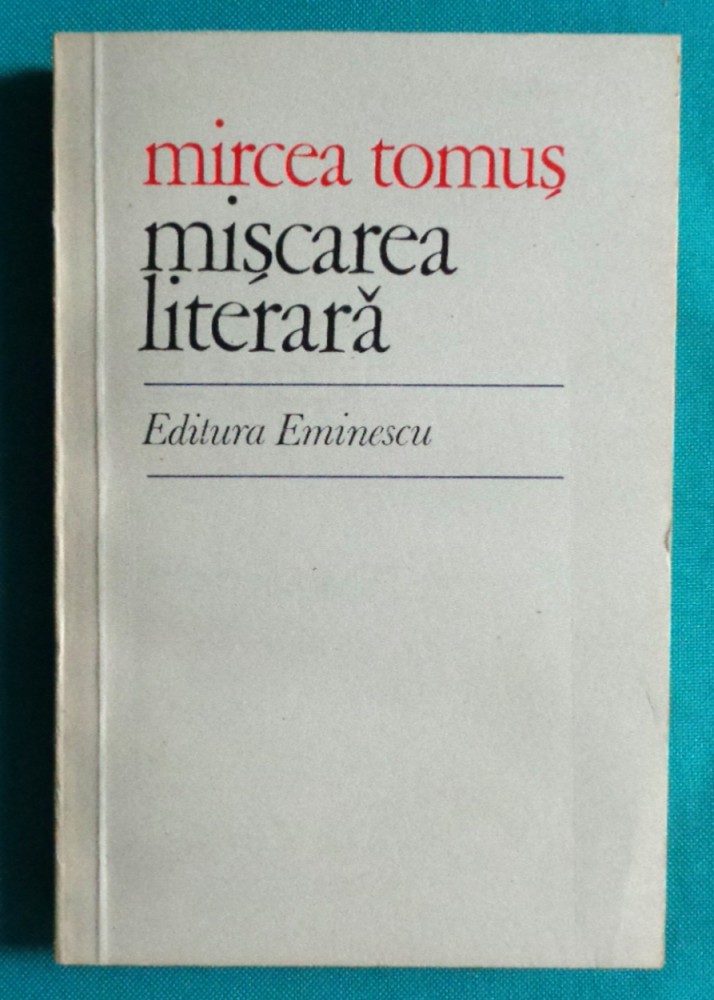 mircea tomuș
mișcarea
literară
Editura Eminescu